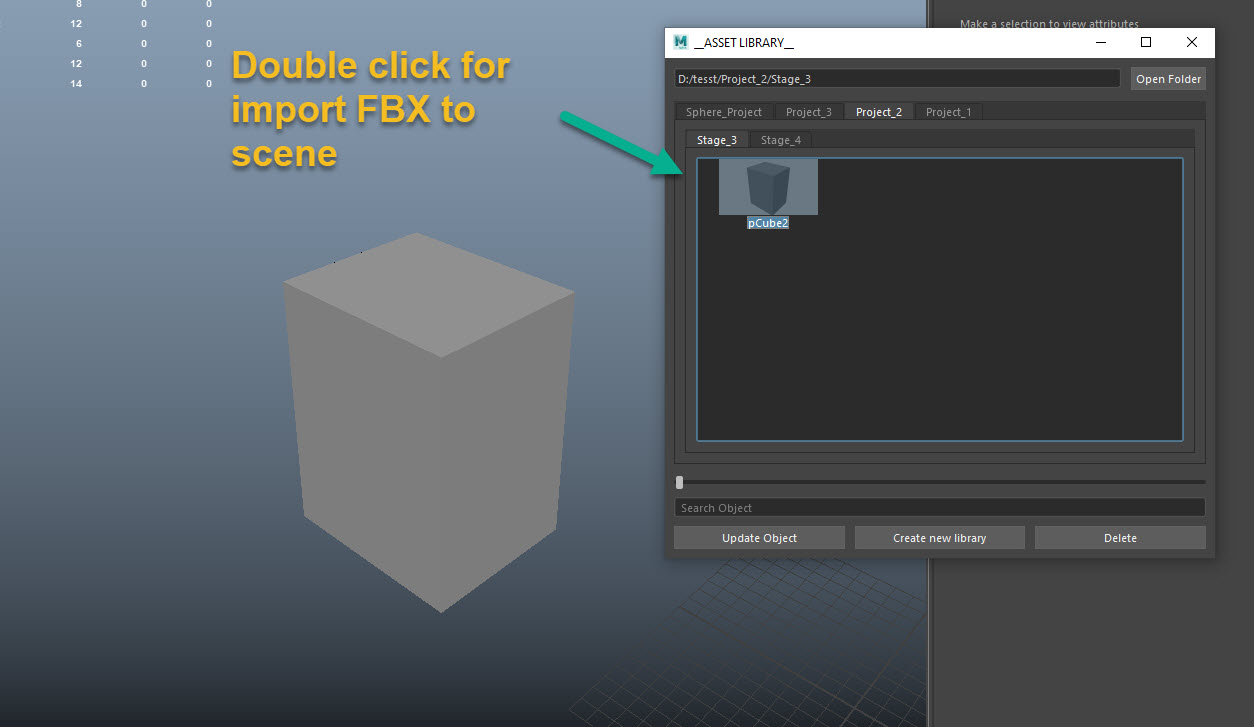 8 0 0
12 0 0
6 0 0
12 0 0
14 0 0
Double click for
import FBX to
scene
Make a selection to view attributes
M __ASSET LIBRARY__
D:/tesst/Project_2/Stage_3 Open Folder
Sphere_Project Project_3 Project_2 Project_1
Stage_3 Stage_4
pCube2
Search Object
Update Object Create new library Delete